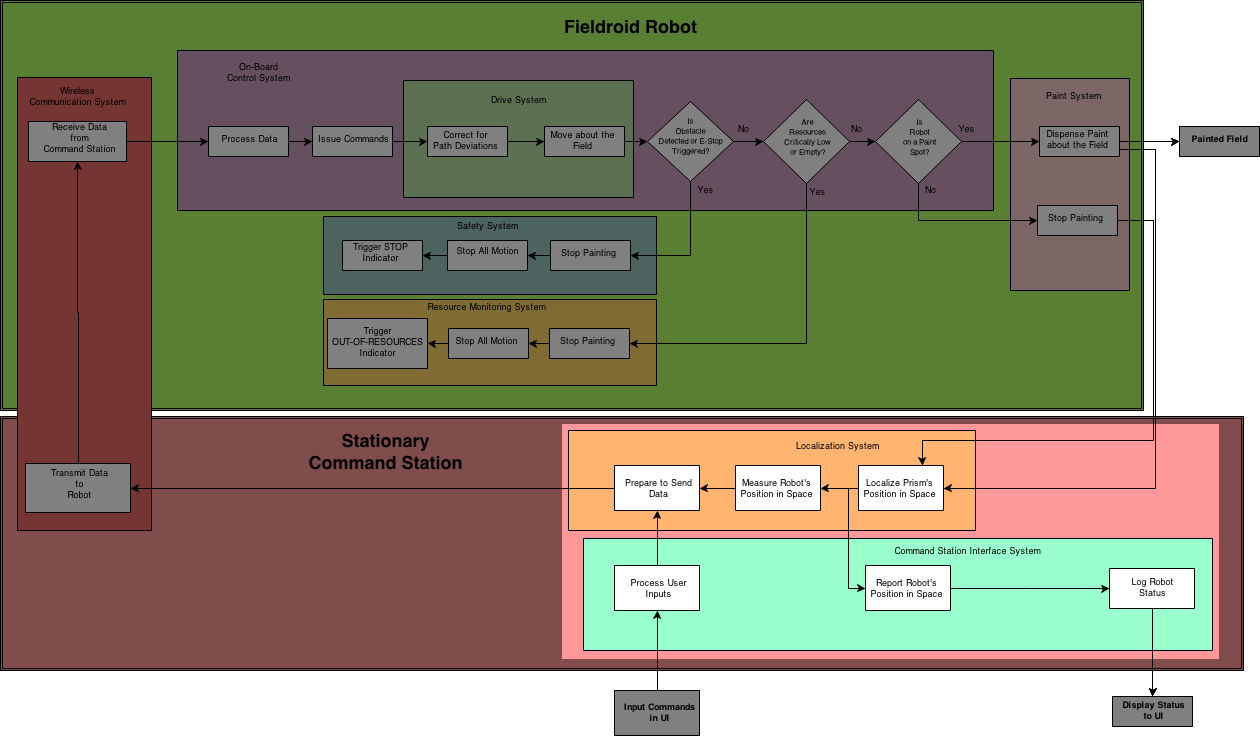 Fieldroid Robot
On-Board
Control System
Wireless
Communication System
Receive Data
from
Command Station
Process Data
Issue Commands
Drive System
Correct for
Path Deviations
Move about the
Field
Is
Obstacle
Detected or E-Stop
Triggered?
No
Yes
Are
Resources
Critically Low
or Empty?
No
Yes
Is
Robot
on a Paint
Spot?
Yes
No
Paint System
Dispense Paint
about the Field
Stop Painting
Painted Field
Safety System
Trigger STOP
Indicator
Stop All Motion
Stop Painting
Resource Monitoring System
Trigger
OUT-OF-RESOURCES
Indicator
Stop All Motion
Stop Painting
Stationary
Command Station
Transmit Data
to
Robot
Localization System
Prepare to Send
Data
Measure Robot's
Position in Space
Localize Prism's
Position in Space
Command Station Interface System
Process User
Inputs
Report Robot's
Position in Space
Log Robot
Status
Input Commands
in UI
Display Status
to UI